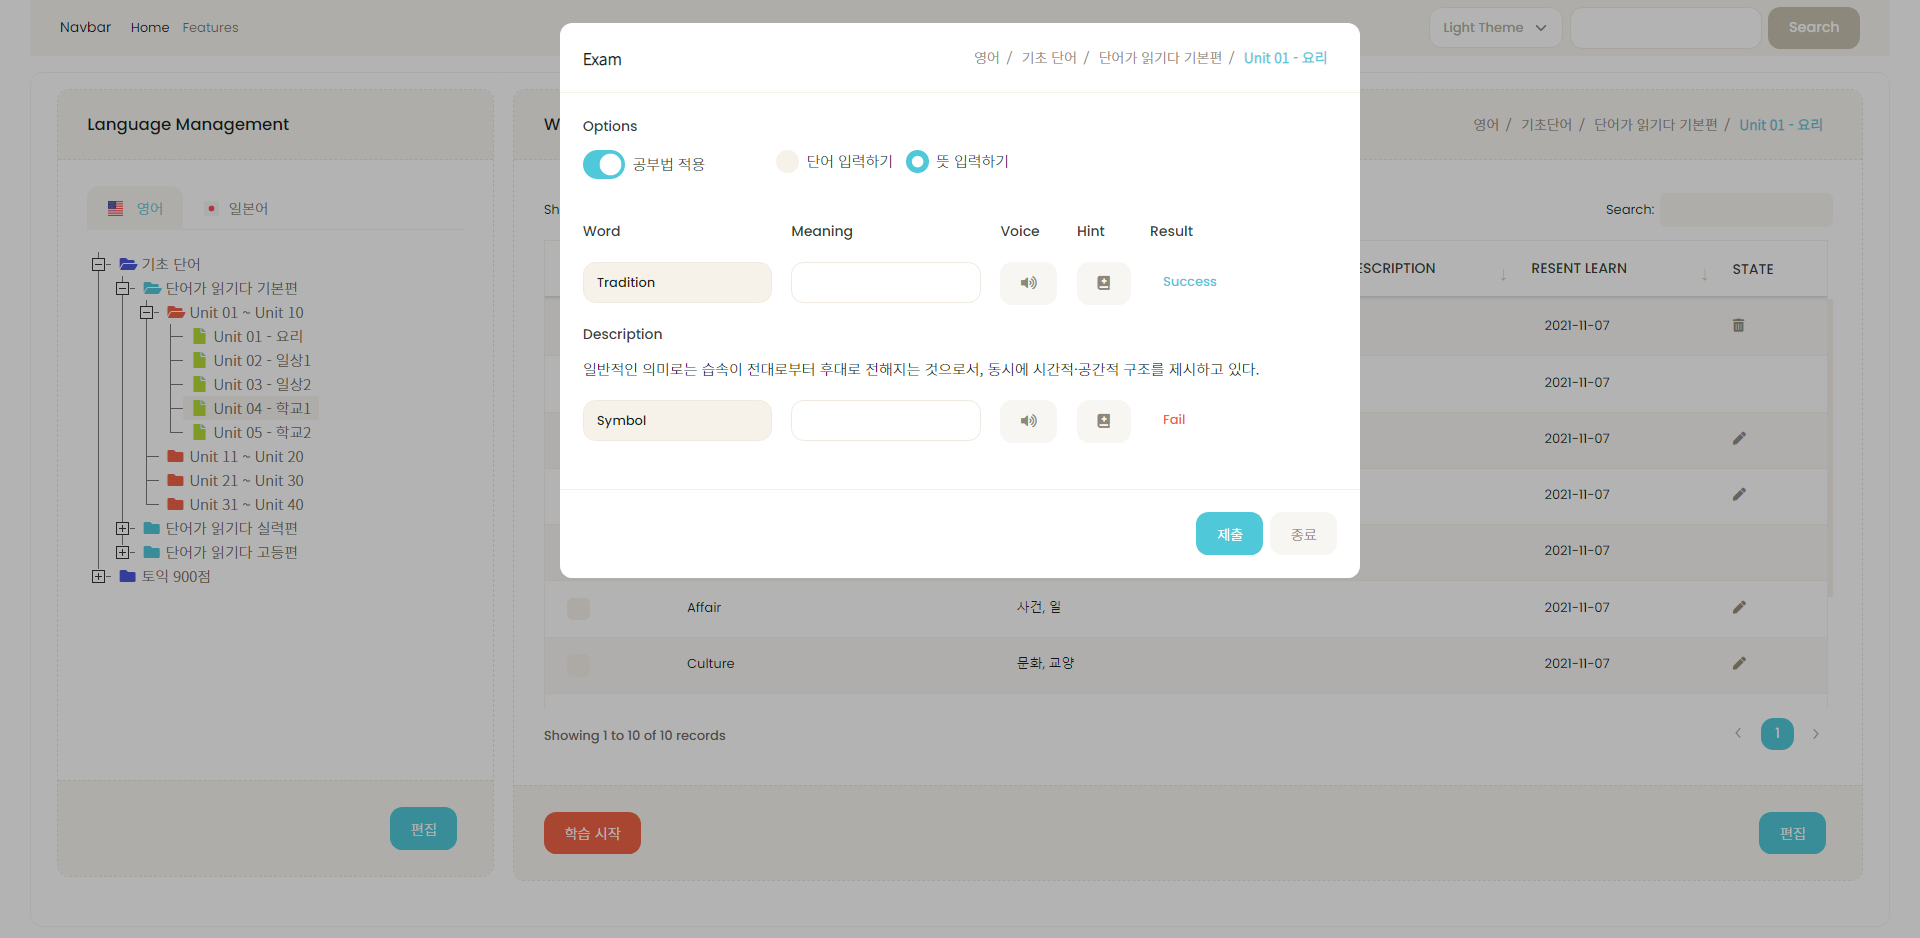 Navbar Home Features Light Theme Search
Exam 영어 / 기초 단어 / 단어가 읽기다 기본편 / Unit 01 - 요리
Options
공부법 적용 단어 입력하기 뜻 입력하기
Word Meaning Voice Hint Result
Tradition Success
Description
일반적인 의미로는 습속이 전대로부터 후대로 전해지는 것으로서, 동시에 시간적·공간적 구조를 제시하고 있다.
Symbol Fail
제출 종료
Language Management
영어 일본어
기초 단어
단어가 읽기다 기본편
Unit 01 ~ Unit 10
Unit 01 - 요리
Unit 02 - 일상1
Unit 03 - 일상2
Unit 04 - 학교1
Unit 05 - 학교2
Unit 11 ~ Unit 20
Unit 21 ~ Unit 30
Unit 31 ~ Unit 40
단어가 읽기다 실력편
단어가 읽기다 고등편
토익 900점
편집
W 영어 / 기초단어 / 단어가 읽기다 기본편 / Unit 01 - 요리
Sh Search:
ESCRIPTION RESENT LEARN STATE
2021-11-07
2021-11-07
2021-11-07
2021-11-07
2021-11-07
Affair 사건, 일 2021-11-07
Culture 문화, 교양 2021-11-07
Showing 1 to 10 of 10 records 1
학습 시작 편집